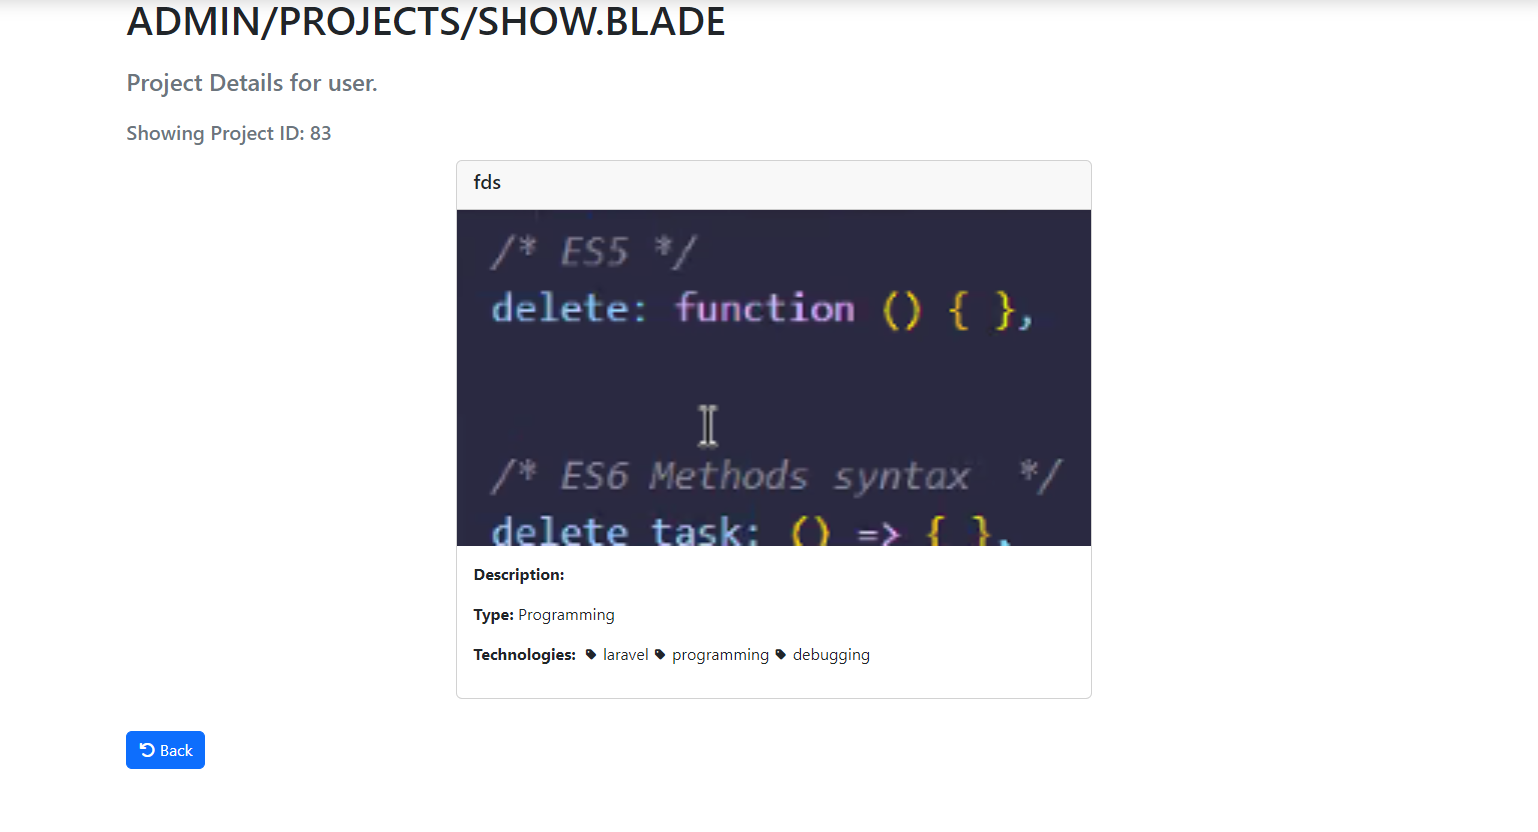 ADMIN/PROJECTS/SHOW.BLADE
Project Details for user.
Showing Project ID: 83
fds
/* ES5 */
delete: function () { },
/* ES6 Methods syntax  */
delete task: () => { },
Description:
Type: Programming
Technologies: laravel programming debugging
Back